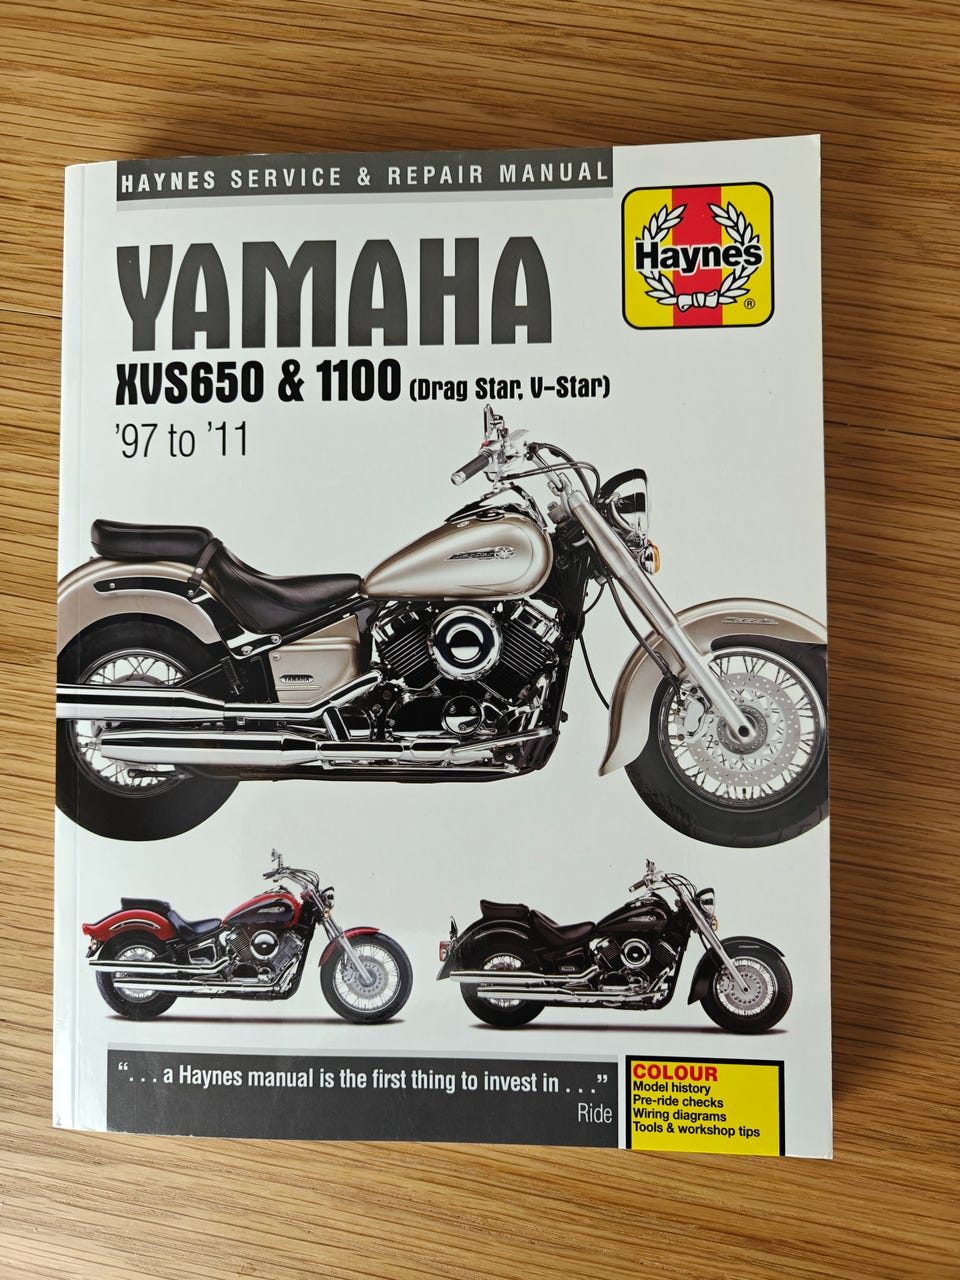 HAYNES SERVICE & REPAIR MANUAL
Haynes
®
YAMAHA
XVS650 & 1100 (Drag Star, V-Star)
’97 to ’11
YAMAHA
“. . . a Haynes manual is the first thing to invest in . . .”
Ride
COLOUR
Model history
Pre-ride checks
Wiring diagrams
Tools & workshop tips